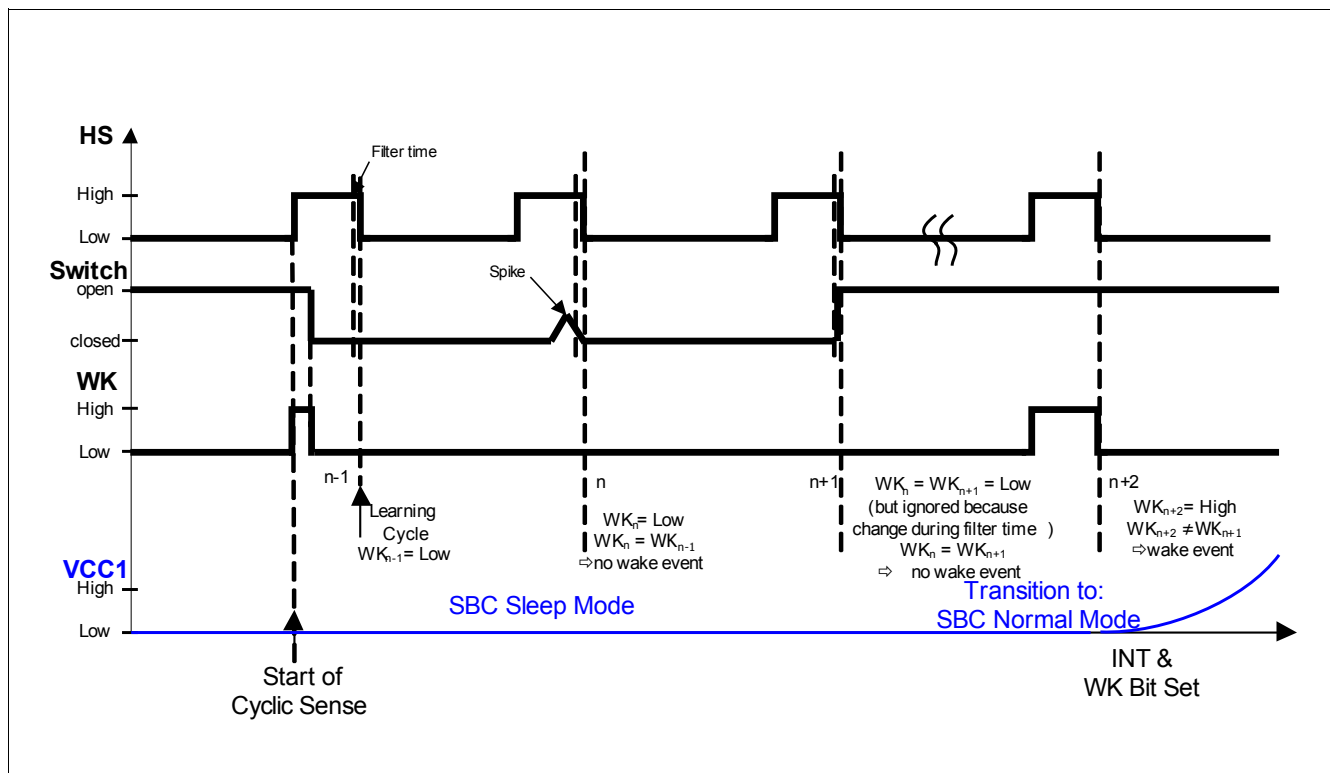 HS
Filter time
High
Low
Switch
open
Spike
closed
WK
High
Low
n-1
n
n+1
n+2
Learning
Cycle
WKn-1= Low
WKn= Low
WKn = WKn-1
⇨no wake event
WKn = WKn+1 = Low
(but ignored because
change during filter time )
WKn = WKn+1
⇨ no wake event
WKn+2= High
WKn+2 ≠WKn+1
⇨wake event
VCC1
High
Low
SBC Sleep Mode
Transition to:
SBC Normal Mode
Start of
Cyclic Sense
INT &
WK Bit Set